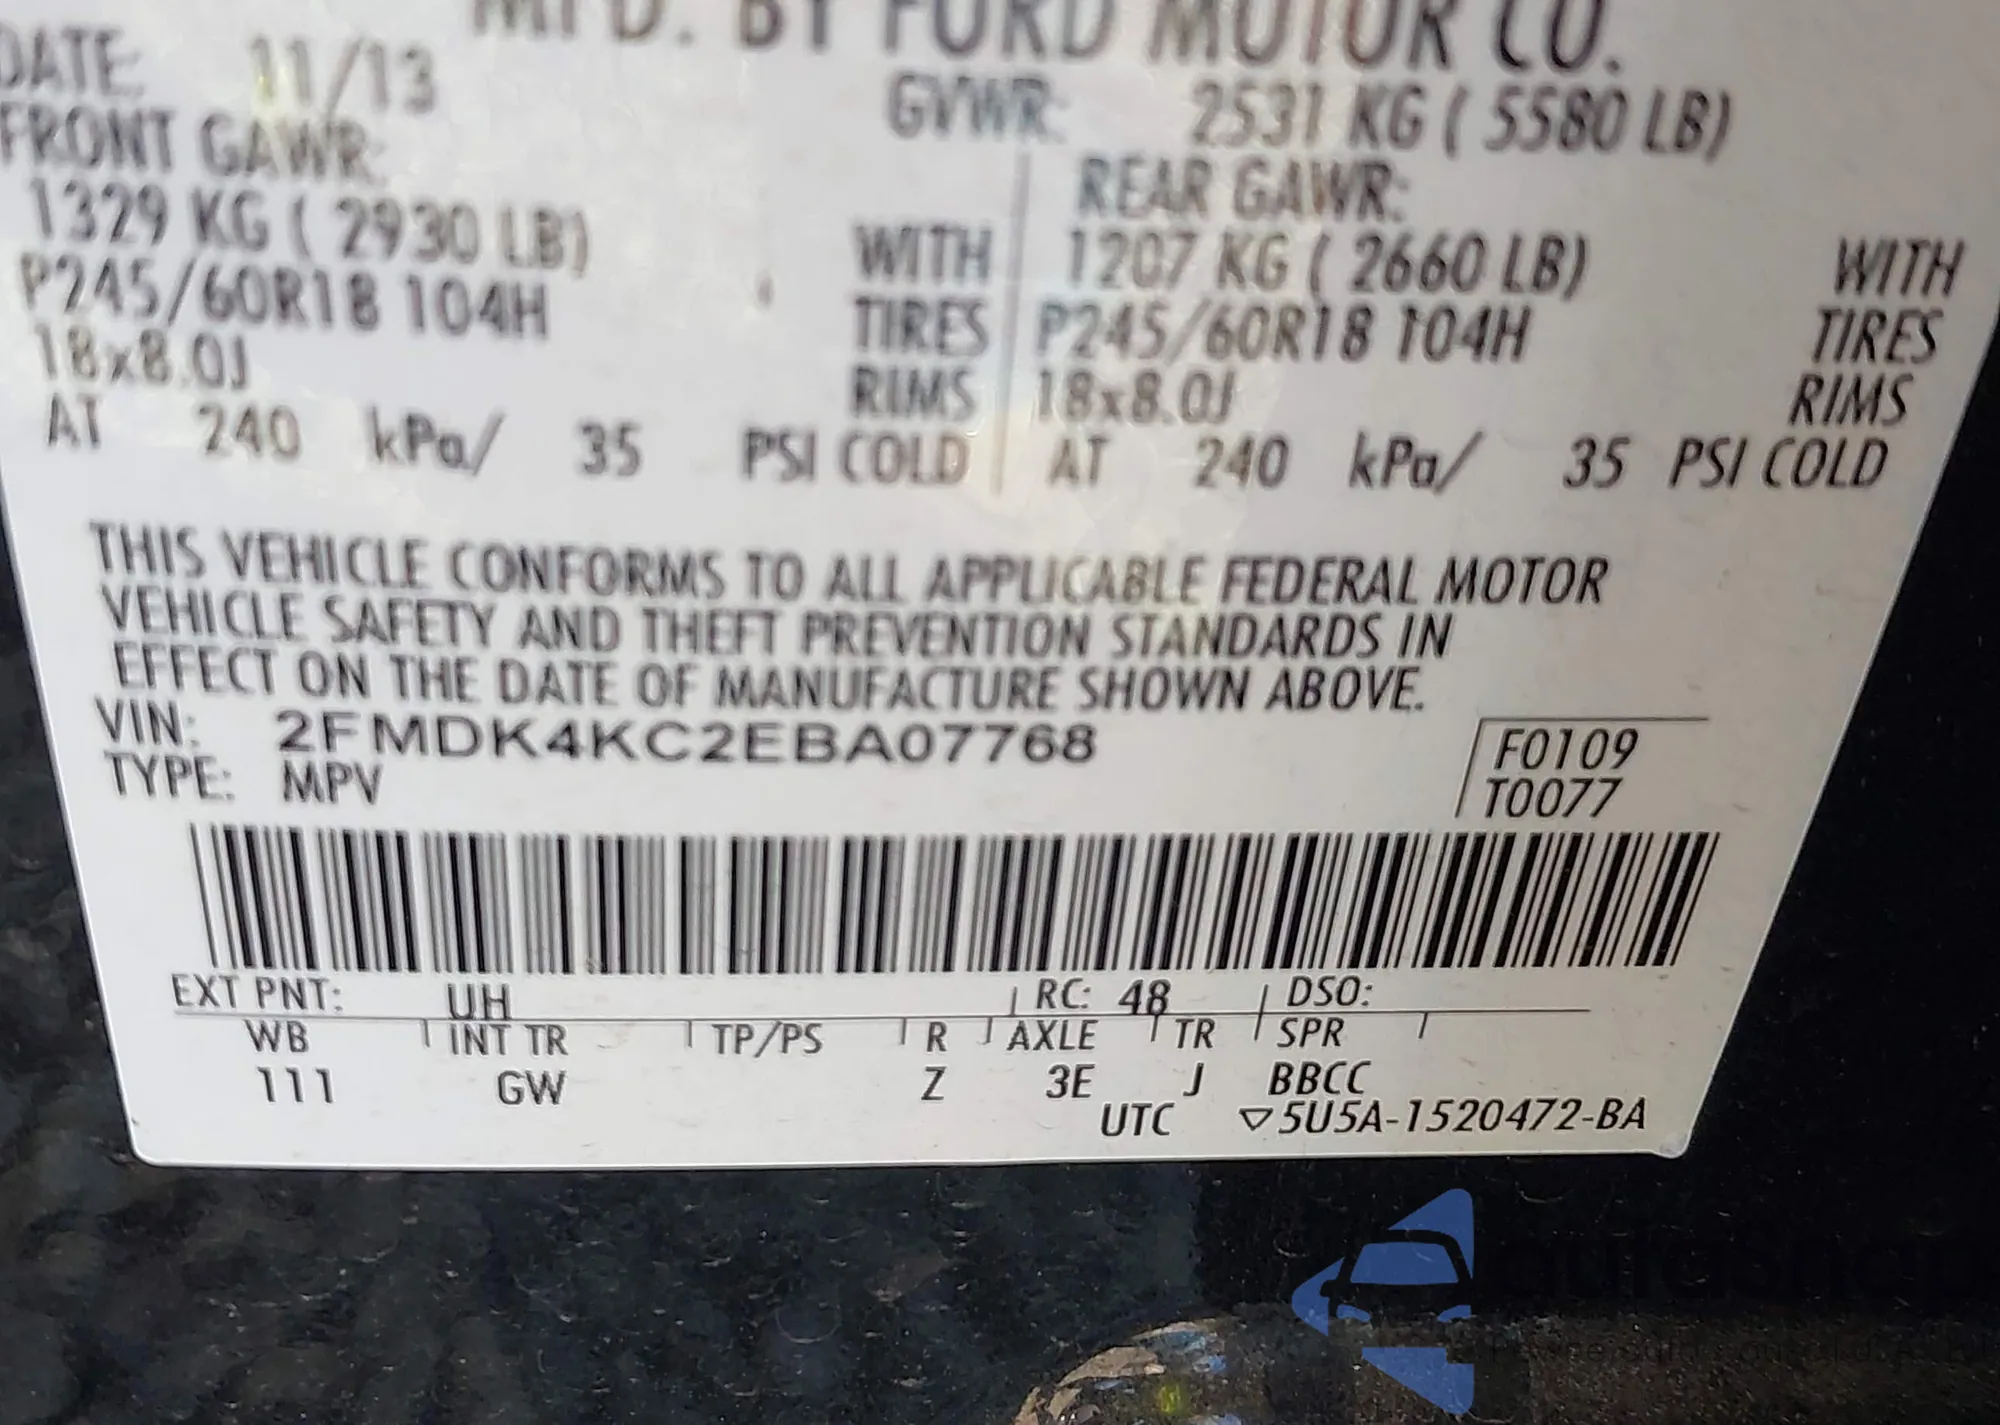 MFD. BY FORD MOTOR CO.
DATE: 11/13 GVWR: 2531 KG ( 5580 LB)
FRONT GAWR: REAR GAWR:
1329 KG ( 2930 LB) WITH 1207 KG ( 2660 LB) WITH
P245/60R18 104H TIRES P245/60R18 104H TIRES
18x8.0J RIMS 18x8.0J RIMS
AT 240 kPa/ 35 PSI COLD AT 240 kPa/ 35 PSI COLD
THIS VEHICLE CONFORMS TO ALL APPLICABLE FEDERAL MOTOR
VEHICLE SAFETY AND THEFT PREVENTION STANDARDS IN
EFFECT ON THE DATE OF MANUFACTURE SHOWN ABOVE.
VIN: 2FMDK4KC2EBA07768 F0109
TYPE: MPV T0077
EXT PNT: UH RC: 48 DSO:
WB INT TR TP/PS R AXLE TR SPR
111 GW Z 3E J BBCC
UTC ▽5U5A-1520472-BA